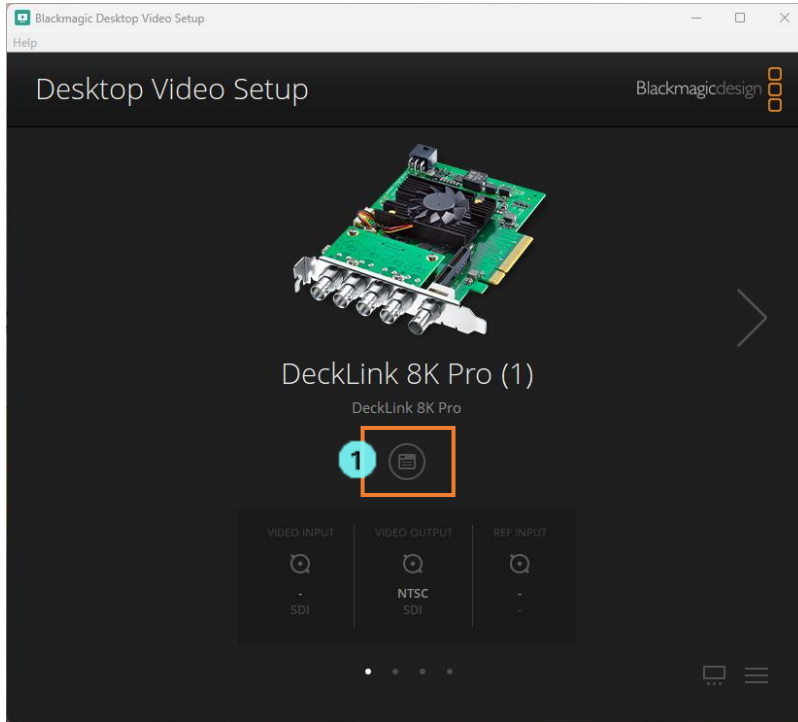 Blackmagic Desktop Video Setup
Help
Desktop Video Setup
Blackmagicdesign
DeckLink 8K Pro (1)
DeckLink 8K Pro
1
VIDEO INPUT VIDEO OUTPUT REF INPUT
- NTSC -
SDI SDI -